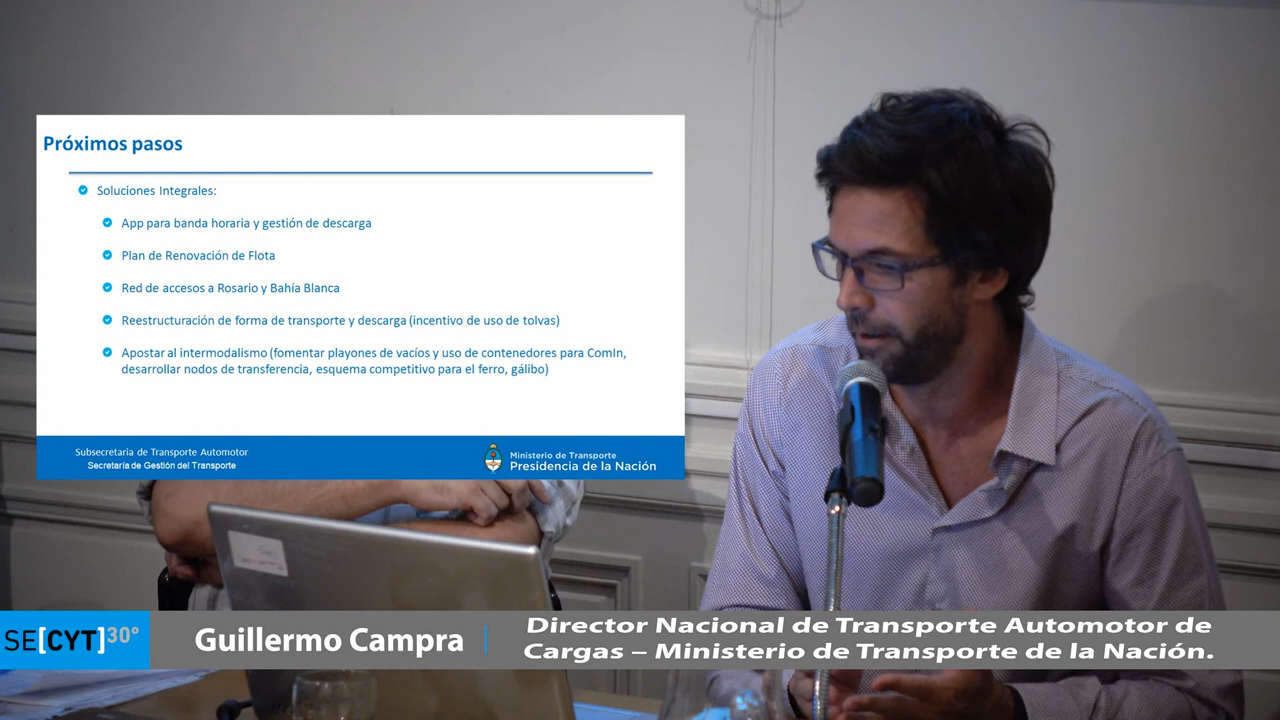 Próximos pasos
Soluciones Integrales:
App para banda horaria y gestión de descarga
Plan de Renovación de Flota
Red de accesos a Rosario y Bahía Blanca
Reestructuración de forma de transporte y descarga (incentivo de uso de tolvas)
Apostar al intermodalismo (fomentar playones de vacíos y uso de contenedores para ComIn,
desarrollar nodos de transferencia, esquema competitivo para el ferro, gálibo)
Subsecretaria de Transporte Automotor
Secretaría de Gestión del Transporte
Ministerio de Transporte
Presidencia de la Nación
SE[CYT]30°
Guillermo Campra
Director Nacional de Transporte Automotor de
Cargas – Ministerio de Transporte de la Nación.